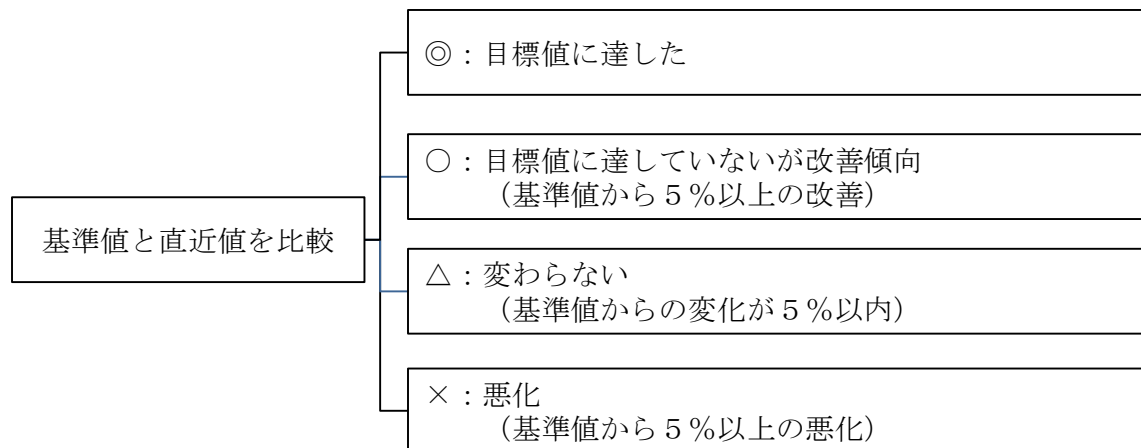 ◎：目標値に達した
○：目標値に達していないが改善傾向
（基準値から５％以上の改善）
基準値と直近値を比較
△：変わらない
（基準値からの変化が５％以内）
×：悪化
（基準値から５％以上の悪化）